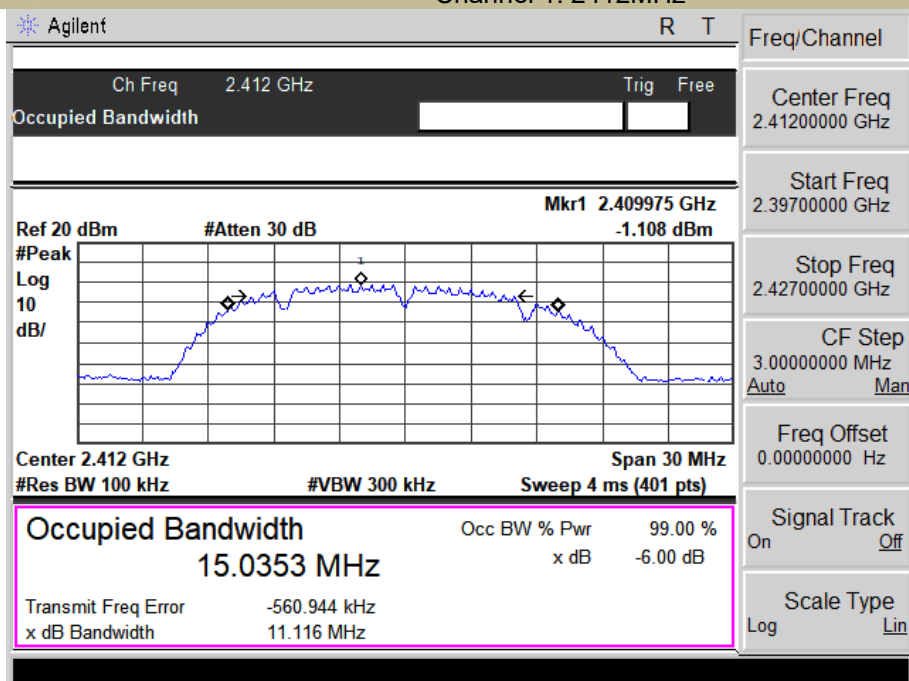 Channel 1: 2412MHz
Agilent R T
Freq/Channel
Ch Freq 2.412 GHz Trig Free
Occupied Bandwidth
Center Freq
2.41200000 GHz
Start Freq
2.39700000 GHz
Mkr1 2.409975 GHz
Ref 20 dBm #Atten 30 dB -1.108 dBm
#Peak
Log
10
dB/
1
Stop Freq
2.42700000 GHz
CF Step
3.00000000 MHz
Auto Man
Freq Offset
0.00000000 Hz
Center 2.412 GHz Span 30 MHz
#Res BW 100 kHz #VBW 300 kHz Sweep 4 ms (401 pts)
Occupied Bandwidth Occ BW % Pwr 99.00 %
15.0353 MHz x dB -6.00 dB
Transmit Freq Error -560.944 kHz
x dB Bandwidth 11.116 MHz
Signal Track
On Off
Scale Type
Log Lin